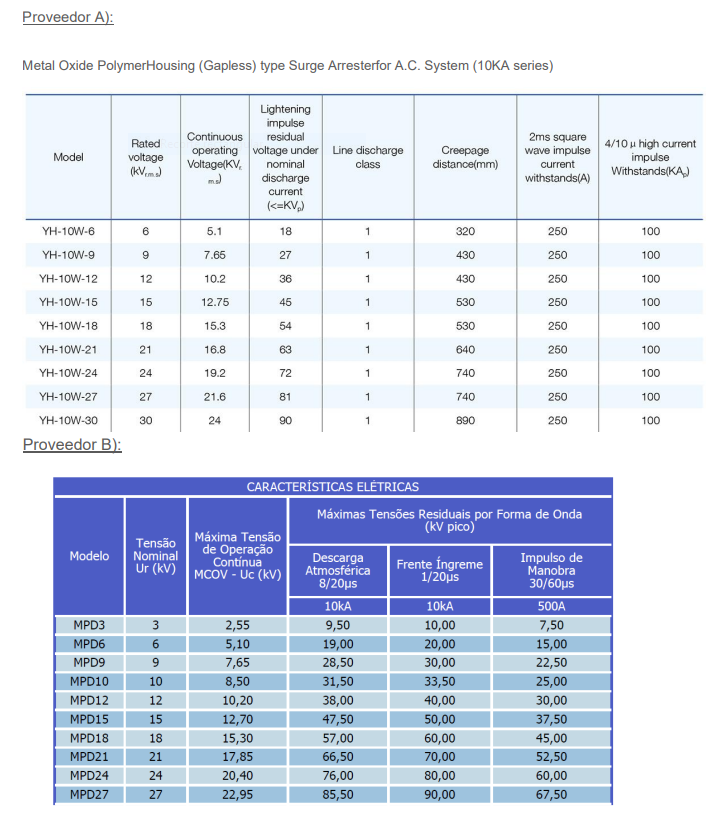 Proveedor A):
Metal Oxide PolymerHousing (Gapless) type Surge Arresterfor A.C. System (10KA series)
Model
Rated
voltage
(kVr.m.s)
Continuous
operating
Voltage(KVr.
m.s)
Lightening
impulse
residual
voltage under
nominal
discharge
current
(<=KVp)
Line discharge
class
Creepage
distance(mm)
2ms square
wave impulse
current
withstands(A)
4/10 μ high current
impulse
Withstands(KAp)
YH-10W-6 6 5.1 18 1 320 250 100
YH-10W-9 9 7.65 27 1 430 250 100
YH-10W-12 12 10.2 36 1 430 250 100
YH-10W-15 15 12.75 45 1 530 250 100
YH-10W-18 18 15.3 54 1 530 250 100
YH-10W-21 21 16.8 63 1 640 250 100
YH-10W-24 24 19.2 72 1 740 250 100
YH-10W-27 27 21.6 81 1 740 250 100
YH-10W-30 30 24 90 1 890 250 100
Proveedor B):
CARACTERÍSTICAS ELÉTRICAS
Modelo
Tensão
Nominal
Ur (kV)
Máxima Tensão
de Operação
Contínua
MCOV - Uc (kV)
Máximas Tensões Residuais por Forma de Onda
(kV pico)
Descarga
Atmosférica
8/20μs
Frente Íngreme
1/20μs
Impulso de
Manobra
30/60μs
10kA 10kA 500A
MPD3 3 2,55 9,50 10,00 7,50
MPD6 6 5,10 19,00 20,00 15,00
MPD9 9 7,65 28,50 30,00 22,50
MPD10 10 8,50 31,50 33,50 25,00
MPD12 12 10,20 38,00 40,00 30,00
MPD15 15 12,70 47,50 50,00 37,50
MPD18 18 15,30 57,00 60,00 45,00
MPD21 21 17,85 66,50 70,00 52,50
MPD24 24 20,40 76,00 80,00 60,00
MPD27 27 22,95 85,50 90,00 67,50